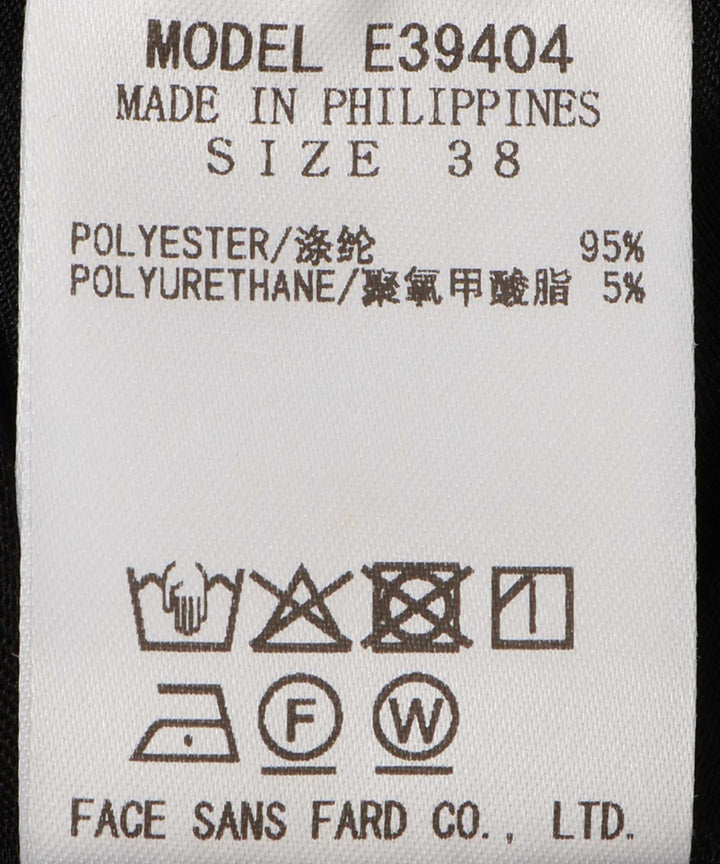 MODEL E39404
MADE IN PHILIPPINES
SIZE 38
POLYESTER/涤纶 95%
POLYURETHANE/聚氧甲酸脂 5%
F W
FACE SANS FARD CO., LTD.